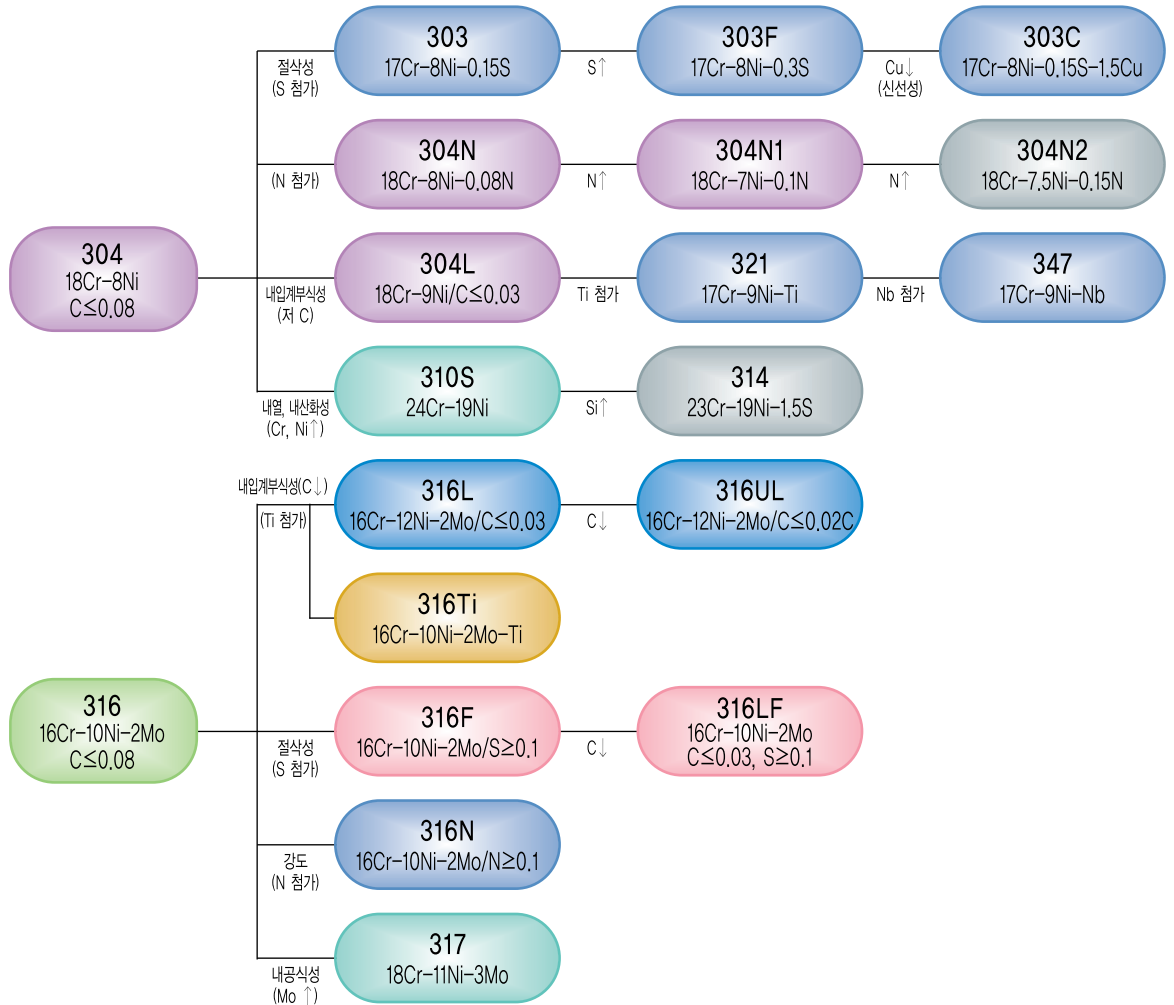 303
17Cr-8Ni-0.15S
절삭성
(S 첨가)
S↑
303F
17Cr-8Ni-0.3S
Cu↓
(신선성)
303C
17Cr-8Ni-0.15S-1.5Cu
(N 첨가)
304N
18Cr-8Ni-0.08N
N↑
304N1
18Cr-7Ni-0.1N
N↑
304N2
18Cr-7.5Ni-0.15N
304
18Cr-8Ni
C≤0.08
내입계부식성
(저 C)
304L
18Cr-9Ni/C≤0.03
Ti 첨가
321
17Cr-9Ni-Ti
Nb 첨가
347
17Cr-9Ni-Nb
내열, 내산화성
(Cr, Ni↑)
310S
24Cr-19Ni
Si↑
314
23Cr-19Ni-1.5S
내입계부식성(C↓)
(Ti 첨가)
316L
16Cr-12Ni-2Mo/C≤0.03
C↓
316UL
16Cr-12Ni-2Mo/C≤0.02C
316Ti
16Cr-10Ni-2Mo-Ti
316
16Cr-10Ni-2Mo
C≤0.08
절삭성
(S 첨가)
316F
16Cr-10Ni-2Mo/S≥0.1
C↓
316LF
16Cr-10Ni-2Mo
C≤0.03, S≥0.1
강도
(N 첨가)
316N
16Cr-10Ni-2Mo/N≥0.1
내공식성
(Mo ↑)
317
18Cr-11Ni-3Mo